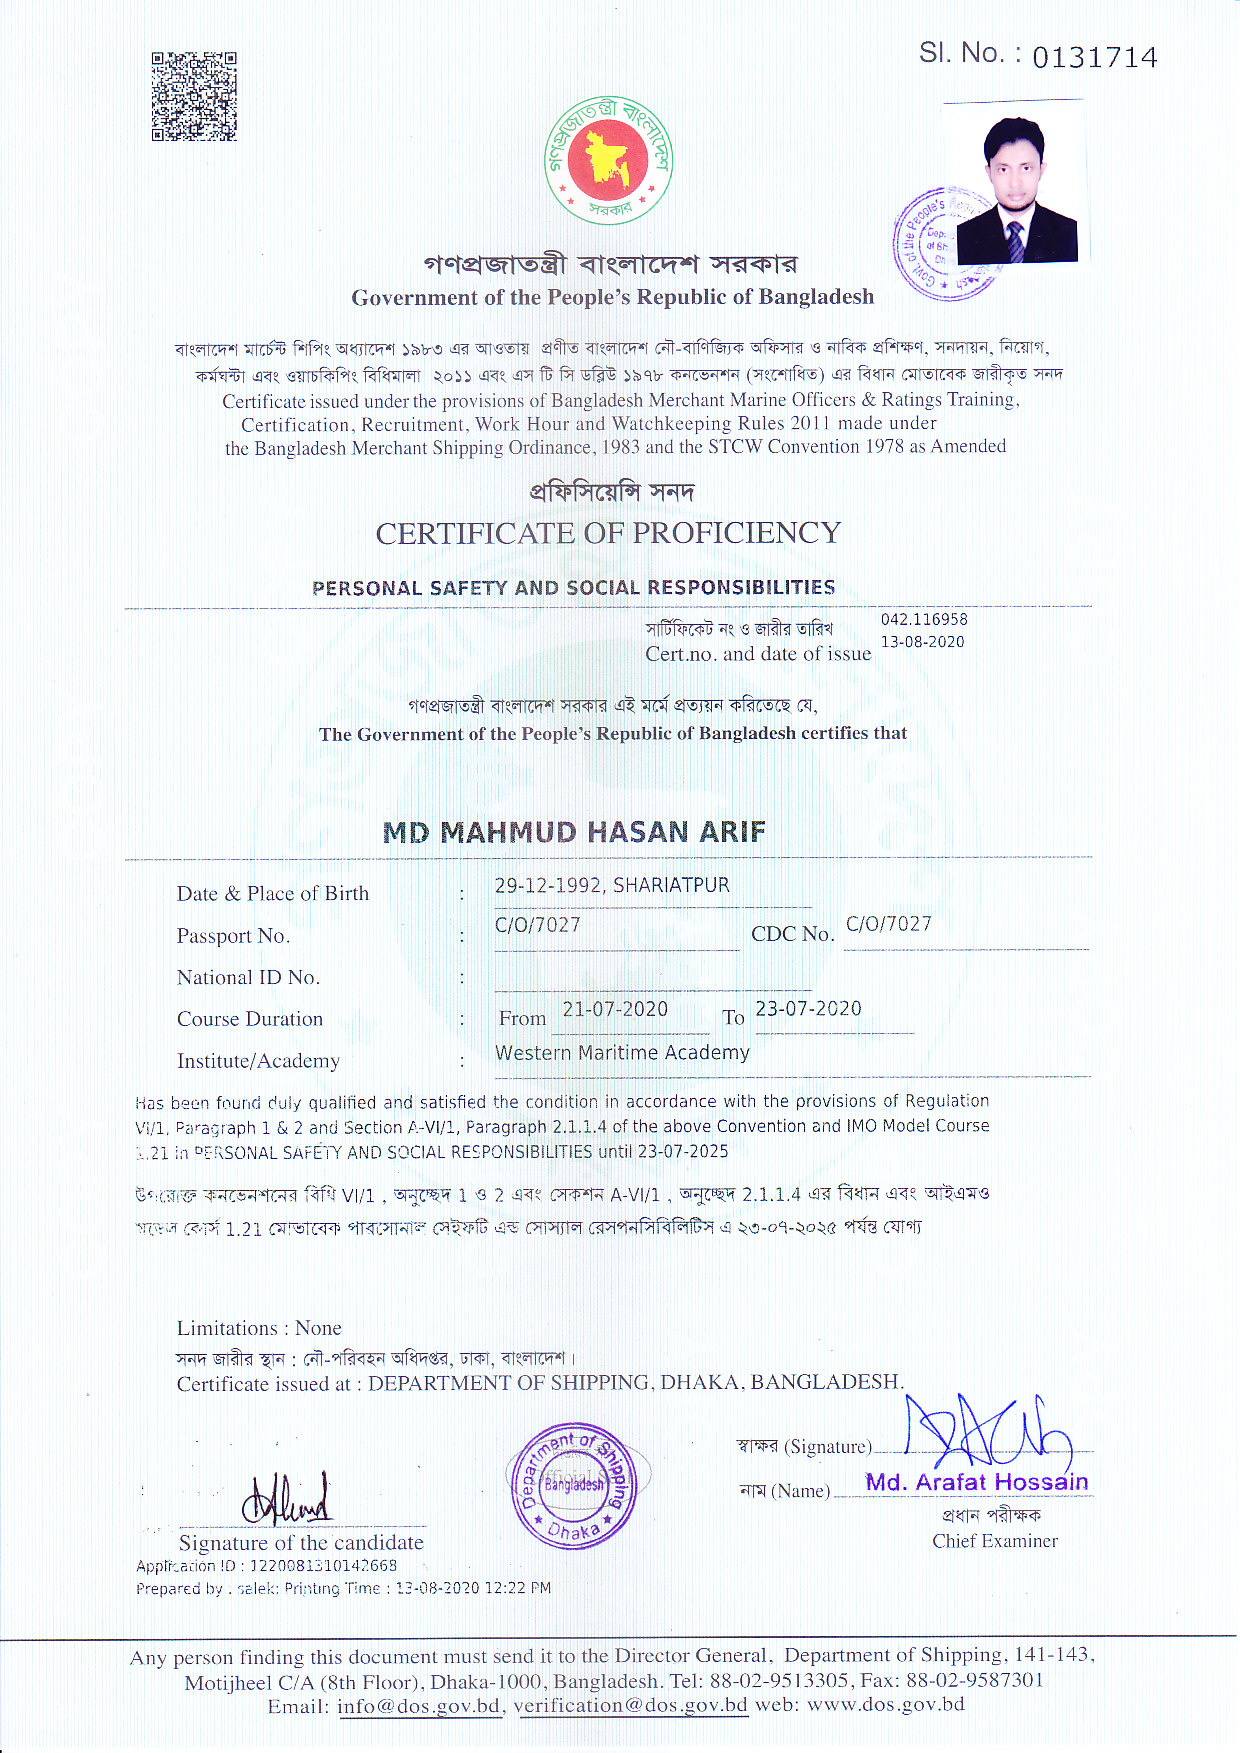 Sl. No. : 0131714
গণপ্রজাতন্ত্রী বাংলাদেশ
সরকার
Govt of the People's
গণপ্রজাতন্ত্রী বাংলাদেশ সরকার
Government of the People's Republic of Bangladesh
বাংলাদেশ মার্চেন্ট শিপিং অধ্যাদেশ ১৯৮৩ এর আওতায় প্রণীত বাংলাদেশ নৌ-বাণিজ্যিক অফিসার ও নাবিক প্রশিক্ষণ, সনদায়ন, নিয়োগ,
কর্মঘন্টা এবং ওয়াচকিপিং বিধিমালা ২০১১ এবং এস টি সি ডব্লিউ ১৯৭৮ কনভেনশন (সংশোধিত) এর বিধান মোতাবেক জারীকৃত সনদ
Certificate issued under the provisions of Bangladesh Merchant Marine Officers & Ratings Training,
Certification, Recruitment, Work Hour and Watchkeeping Rules 2011 made under
the Bangladesh Merchant Shipping Ordinance, 1983 and the STCW Convention 1978 as Amended
প্রফিসিয়েন্সি সনদ
CERTIFICATE OF PROFICIENCY
PERSONAL SAFETY AND SOCIAL RESPONSIBILITIES
সার্টিফিকেট নং ও জারীর তারিখ 042.116958
Cert.no. and date of issue 13-08-2020
গণপ্রজাতন্ত্রী বাংলাদেশ সরকার এই মর্মে প্রত্যয়ন করিতেছে যে,
The Government of the People's Republic of Bangladesh certifies that
MD MAHMUD HASAN ARIF
Date & Place of Birth : 29-12-1992, SHARIATPUR
Passport No. : C/O/7027 CDC No. C/O/7027
National ID No. :
Course Duration : From 21-07-2020 To 23-07-2020
Institute/Academy : Western Maritime Academy
Has been found duly qualified and satisfied the condition in accordance with the provisions of Regulation
VI/1, Paragraph 1 & 2 and Section A-VI/1, Paragraph 2.1.1.4 of the above Convention and IMO Model Course
1.21 in PERSONAL SAFETY AND SOCIAL RESPONSIBILITIES until 23-07-2025
উপরোক্ত কনভেনশনের বিধি VI/1 , অনুচ্ছেদ 1 ও 2 এবং সেকশন A-VI/1 , অনুচ্ছেদ 2.1.1.4 এর বিধান এবং আইএমও
মডেল কোর্স 1.21 মোতাবেক পারসোনাল সেইফটি এন্ড সোস্যাল রেসপনসিবিলিটিস এ ২৩-০৭-২০২৫ পর্যন্ত যোগ্য
Limitations : None
সনদ জারীর স্থান : নৌ-পরিবহন অধিদপ্তর, ঢাকা, বাংলাদেশ।
Certificate issued at : DEPARTMENT OF SHIPPING, DHAKA, BANGLADESH.
স্বাক্ষর (Signature)
নাম (Name) Md. Arafat Hossain
প্রধান পরীক্ষক
Chief Examiner
Department of Shipping
Bangladesh
Dhaka
Signature of the candidate
Application ID : 1220081310142668
Prepared by : salek: Printing Time : 13-08-2020 12:22 PM
Any person finding this document must send it to the Director General, Department of Shipping, 141-143,
Motijheel C/A (8th Floor), Dhaka-1000, Bangladesh. Tel: 88-02-9513305, Fax: 88-02-9587301
Email: info@dos.gov.bd, verification@dos.gov.bd web: www.dos.gov.bd